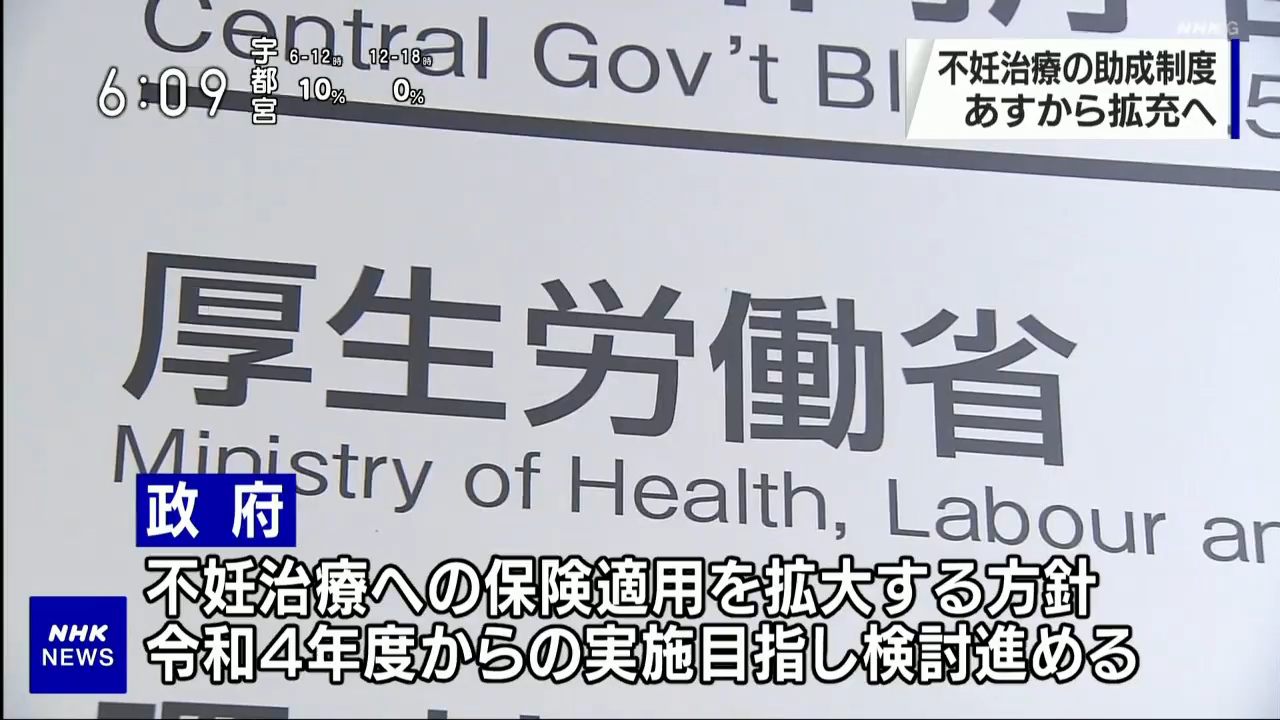 Central Gov't Bl
NHK G
6:09
宇都宮
6-12時 12-18時
10% 0%
不妊治療の助成制度
あすから拡充へ
厚生労働省
Ministry of Health, Labour an
政府
不妊治療への保険適用を拡大する方針
令和4年度からの実施目指し検討進める
NHK
NEWS